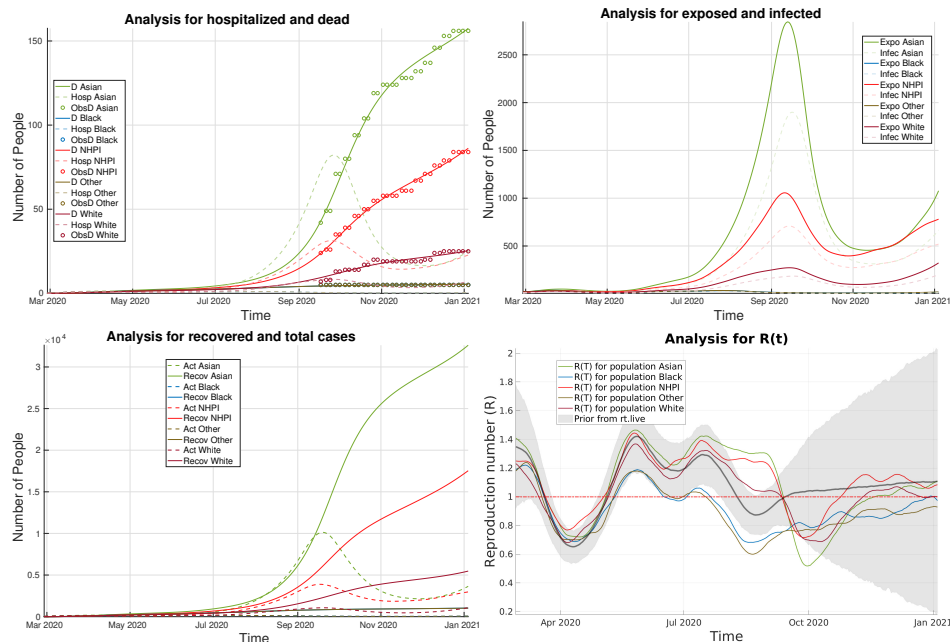 Analysis for hospitalized and dead
Number of People
150
100
50
0
D Asian
Hosp Asian
ObsD Asian
D Black
Hosp Black
ObsD Black
D NHPI
Hosp NHPI
ObsD NHPI
D Other
Hosp Other
ObsD Other
D White
Hosp White
ObsD White
Mar 2020 May 2020 Jul 2020 Sep 2020 Nov 2020 Jan 2021
Time
Analysis for exposed and infected
Number of People
2500
2000
1500
1000
500
Expo Asian
Infec Asian
Expo Black
Infec Black
Expo NHPI
Infec NHPI
Expo Other
Infec Other
Expo White
Infec White
Mar 2020 May 2020 Jul 2020 Sep 2020 Nov 2020 Jan 2021
Time
Analysis for recovered and total cases
×10⁴
Number of People
3
2.5
2
1.5
1
0.5
0
Act Asian
Recov Asian
Act Black
Recov Black
Act NHPI
Recov NHPI
Act Other
Recov Other
Act White
Recov White
Mar 2020 May 2020 Jul 2020 Sep 2020 Nov 2020 Jan 2021
Time
Analysis for R(t)
Reproduction number (R)
2
1.8
1.6
1.4
1.2
1
0.8
0.6
0.4
0.2
R(T) for population Asian
R(T) for population Black
R(T) for population NHPI
R(T) for population Other
R(T) for population White
Prior from rt.live
Apr 2020 Jul 2020 Oct 2020 Jan 2021
Time